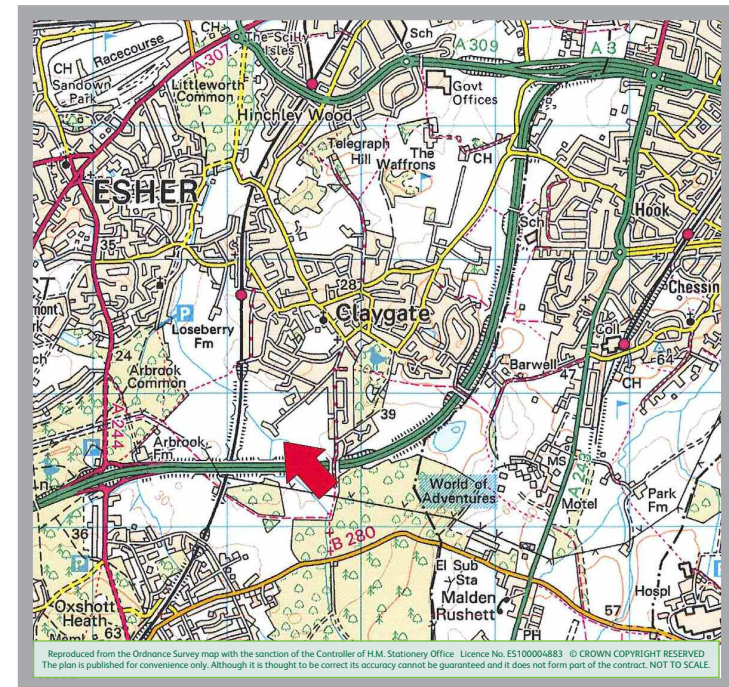 CH
The Scilly
Isles
Sch
A 309
A 3
Racecourse
CH
Sandown
Park
A 307
Littleworth
Common
Govt
Offices
Hinchley Wood
Telegraph
Hill
The
Waffrons
CH
ESHER
Sch
Hook
35
28
Chessin
Claygate
P
Loseberry
Fm
Coll
64
24
Arbrook
Common
Barwell
47
CH
39
A 244
Arbrook
Fm
MS
A 243
World of
Adventures
Motel
Park
Fm
36
B 280
P
El Sub
Sta
Malden
Rushett
Hospl
57
Oxshott
Heath
63
PH
Reproduced from the Ordnance Survey map with the sanction of the Controller of H.M. Stationery Office Licence No. ES100004883 © CROWN COPYRIGHT RESERVED
The plan is published for convenience only. Although it is thought to be correct its accuracy cannot be guaranteed and it does not form part of the contract. NOT TO SCALE.